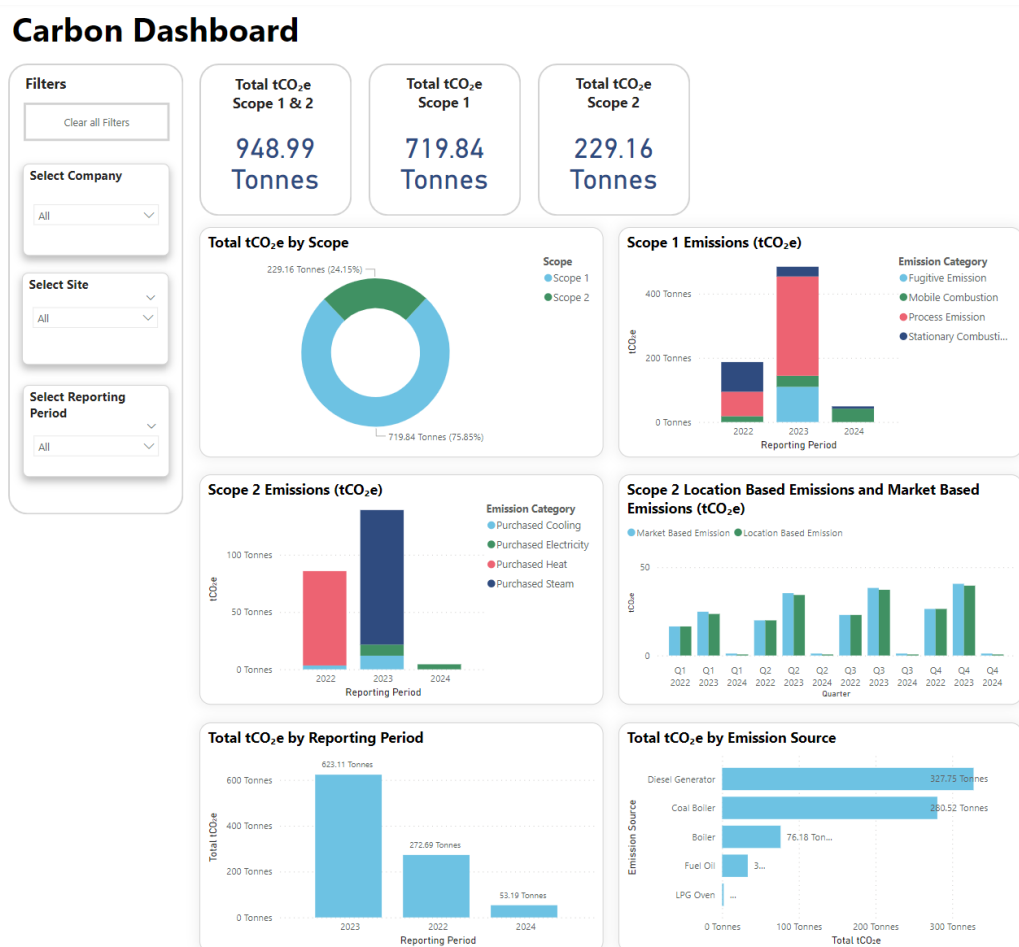 Carbon Dashboard
Filters
Clear all Filters
Select Company
All
Select Site
All
Select Reporting
Period
All
Total tCO₂e
Scope 1 & 2
948.99
Tonnes
Total tCO₂e
Scope 1
719.84
Tonnes
Total tCO₂e
Scope 2
229.16
Tonnes
Total tCO₂e by Scope
229.16 Tonnes (24.15%)
719.84 Tonnes (75.85%)
Scope
Scope 1
Scope 2
Scope 1 Emissions (tCO₂e)
tCO₂e
400 Tonnes
200 Tonnes
0 Tonnes
2022
2023
2024
Reporting Period
Emission Category
Fugitive Emission
Mobile Combustion
Process Emission
Stationary Combusti...
Scope 2 Emissions (tCO₂e)
tCO₂e
100 Tonnes
50 Tonnes
0 Tonnes
2022
2023
2024
Reporting Period
Emission Category
Purchased Cooling
Purchased Electricity
Purchased Heat
Purchased Steam
Scope 2 Location Based Emissions and Market Based
Emissions (tCO₂e)
Market Based Emission
Location Based Emission
tCO₂e
50
0
Q1 Q1 Q1 Q2 Q2 Q2 Q3 Q3 Q3 Q4 Q4 Q4
2022 2023 2024 2022 2023 2024 2022 2023 2024 2022 2023 2024
Quarter
Total tCO₂e by Reporting Period
Total tCO₂e
600 Tonnes
400 Tonnes
200 Tonnes
0 Tonnes
623.11 Tonnes
272.69 Tonnes
53.19 Tonnes
2023
2022
2024
Reporting Period
Total tCO₂e by Emission Source
Emission Source
Diesel Generator
327.75 Tonnes
Coal Boiler
280.52 Tonnes
Boiler
76.18 Ton...
Fuel Oil
3...
LPG Oven
...
0 Tonnes
100 Tonnes
200 Tonnes
300 Tonnes
Total tCO₂e